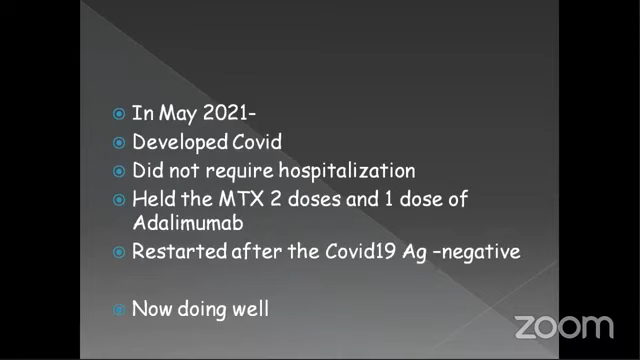 In May 2021-
Developed Covid
Did not require hospitalization
Held the MTX 2 doses and 1 dose of
Adalimumab
Restarted after the Covid19 Ag –negative
Now doing well
zoom